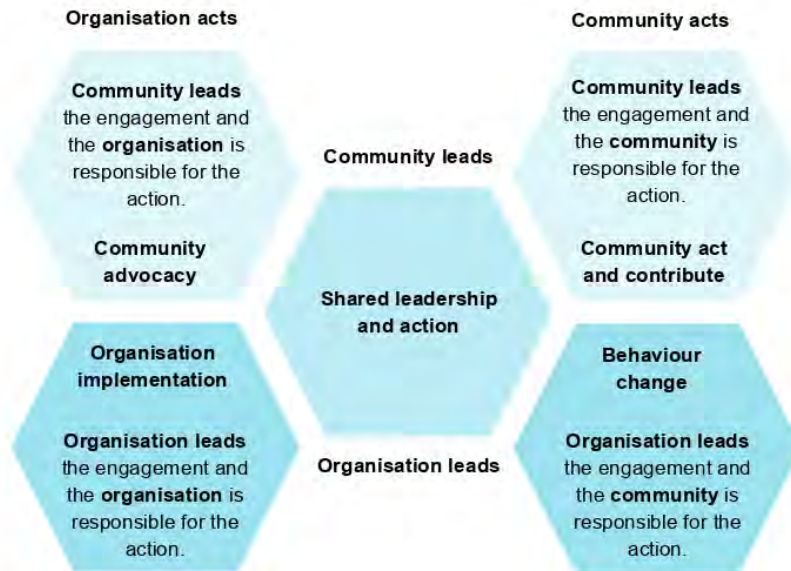 Organisation acts
Community acts
Community leads
the engagement and
the organisation is
responsible for the
action.
Community
advocacy
Community leads
the engagement and
the community is
responsible for the
action.
Community act
and contribute
Community leads
Shared leadership
and action
Organisation leads
Organisation
implementation
Organisation leads
the engagement and
the organisation is
responsible for the
action.
Behaviour
change
Organisation leads
the engagement and
the community is
responsible for the
action.